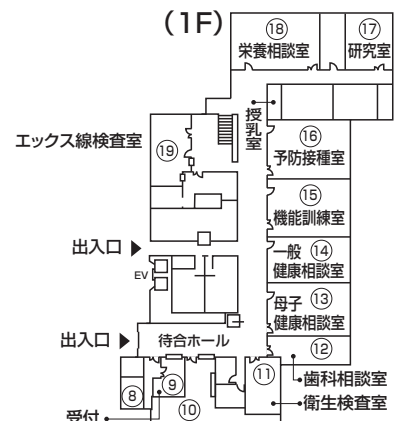 (1F)
⑱
栄養相談室
⑰
研究室
授乳室
エックス線検査室
⑲
⑯
予防接種室
⑮
機能訓練室
出入口
EV
一般 ⑭
健康相談室
母子 ⑬
健康相談室
出入口
待合ホール
⑫
⑪
歯科相談室
⑧
⑨
衛生検査室
受付
⑩